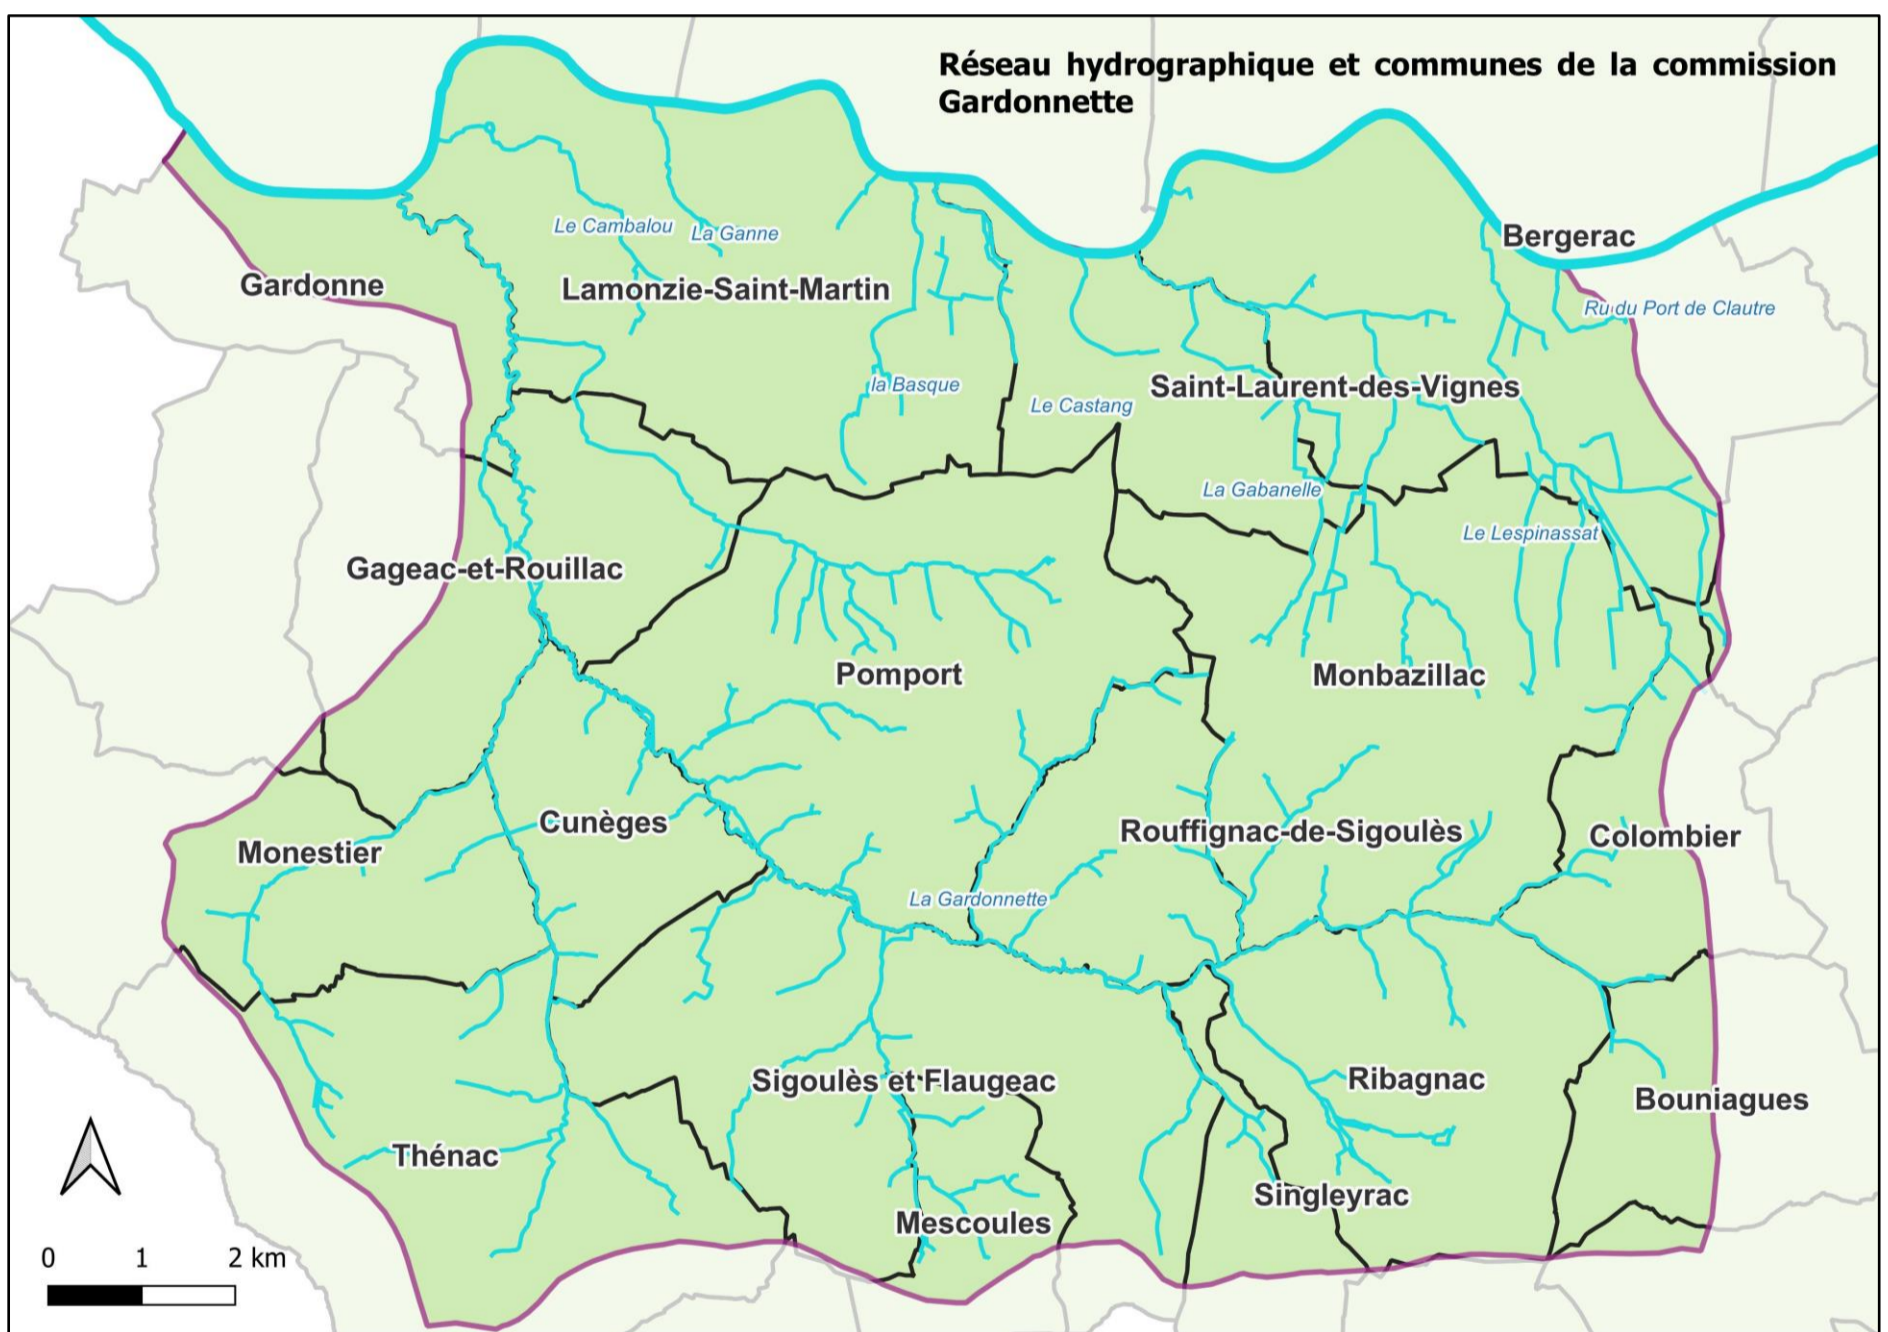 Réseau hydrographique et communes de la commission
Gardonnette
Le Cambalou
La Ganne
Bergerac
Gardonne
Lamonzie-Saint-Martin
Ru du Port de Clautre
la Basque
Saint-Laurent-des-Vignes
Le Castang
La Gabanelle
Le Lespinassat
Gageac-et-Rouillac
Pomport
Monbazillac
Cunèges
Rouffignac-de-Sigoulès
Colombier
Monestier
La Gardonnette
Sigoulès et Flaugeac
Ribagnac
Bouniagues
Thénac
Singleyrac
Mescoules
0 1 2 km